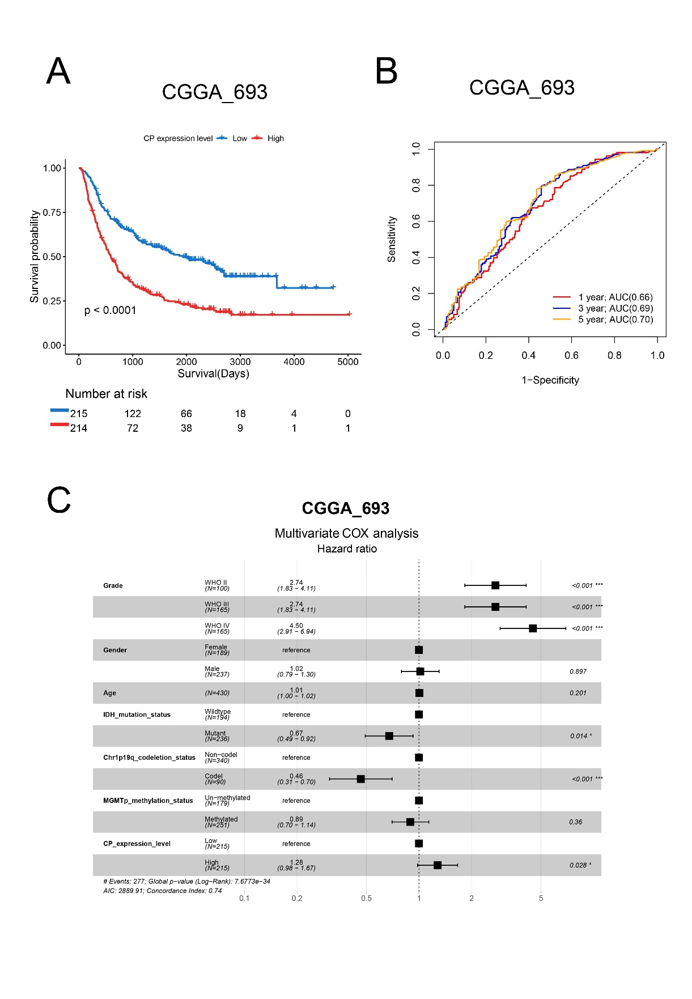 A
CGGA_693
CP expression level Low High
1.00
0.75
0.50
0.25
0.00
Survival probability
p < 0.0001
0 1000 2000 3000 4000 5000
Survival(Days)
Number at risk
215 122 66 18 4 0
214 72 38 9 1 1
B
CGGA_693
1.0
0.8
0.6
0.4
0.2
0.0
Sensitivity
1 year; AUC(0.66)
3 year; AUC(0.69)
5 year; AUC(0.70)
0.0 0.2 0.4 0.6 0.8 1.0
1−Specificity
C
CGGA_693
Multivariate COX analysis
Hazard ratio
Grade WHO II 2.74 <0.001 ***
(N=100) (1.83 − 4.11)
WHO III 2.74 <0.001 ***
(N=165) (1.83 − 4.11)
WHO IV 4.50 <0.001 ***
(N=165) (2.91 − 6.94)
Gender Female reference
(N=189)
Male 1.02 0.897
(N=237) (0.79 − 1.30)
Age (N=430) 1.01 0.201
(1.00 − 1.02)
IDH_mutation_status Wildtype reference
(N=194)
Mutant 0.67 0.014 *
(N=236) (0.49 − 0.92)
Chr1p19q_codeletion_status Non-codel reference
(N=340)
Codel 0.46 <0.001 ***
(N=90) (0.31 − 0.70)
MGMTp_methylation_status Un-methylated reference
(N=179)
Methylated 0.89 0.36
(N=251) (0.70 − 1.14)
CP_expression_level Low reference
(N=215)
High 1.28 0.028 *
(N=215) (0.98 − 1.67)
# Events: 277; Global p−value (Log−Rank): 7.6773e−34
AIC: 2889.91; Concordance Index: 0.74
0.1 0.2 0.5 1 2 5